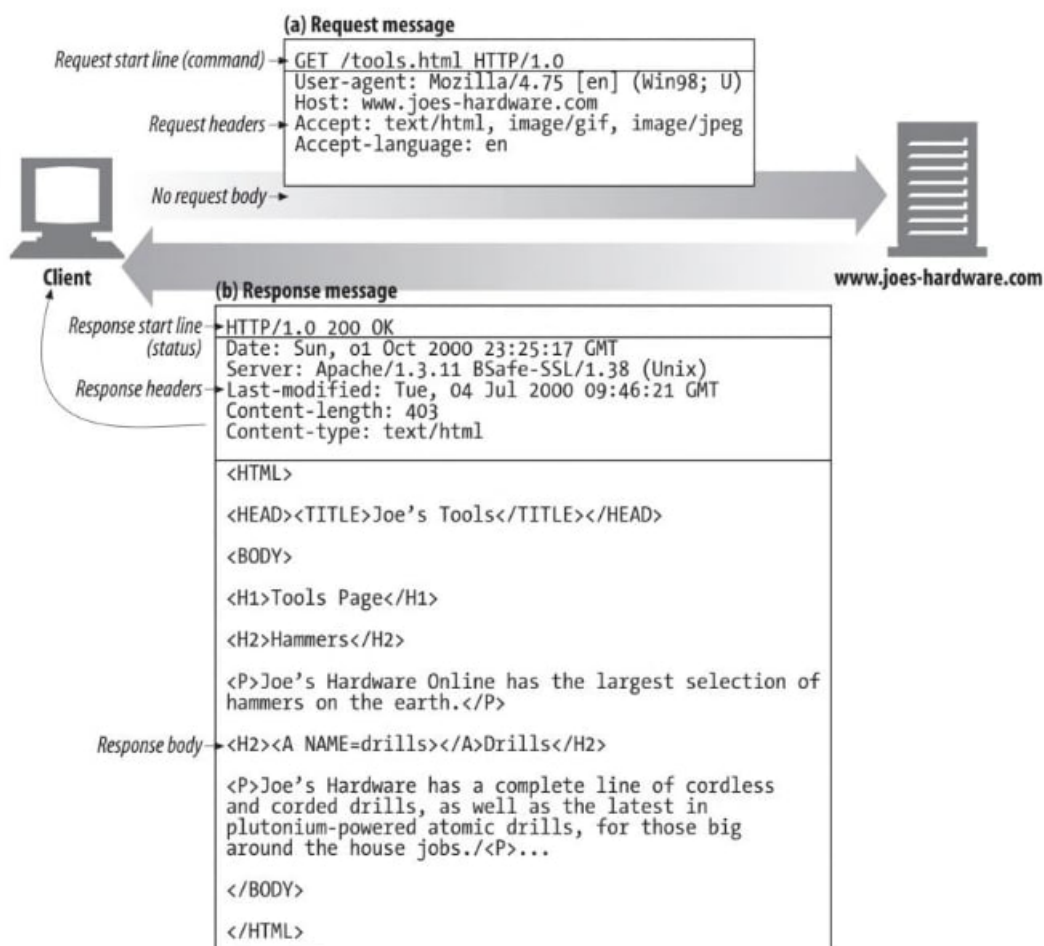 (a) Request message
Request start line (command)
GET /tools.html HTTP/1.0
User-agent: Mozilla/4.75 [en] (Win98; U)
Host: www.joes-hardware.com
Request headers
Accept: text/html, image/gif, image/jpeg
Accept-language: en
No request body
Client
www.joes-hardware.com
(b) Response message
Response start line
(status)
HTTP/1.0 200 OK
Date: Sun, o1 Oct 2000 23:25:17 GMT
Server: Apache/1.3.11 BSafe-SSL/1.38 (Unix)
Response headers
Last-modified: Tue, 04 Jul 2000 09:46:21 GMT
Content-length: 403
Content-type: text/html
<HTML>
<HEAD><TITLE>Joe's Tools</TITLE></HEAD>
<BODY>
<H1>Tools Page</H1>
<H2>Hammers</H2>
<P>Joe's Hardware Online has the largest selection of
hammers on the earth.</P>
Response body
<H2><A NAME=drills></A>Drills</H2>
<P>Joe's Hardware has a complete line of cordless
and corded drills, as well as the latest in
plutonium-powered atomic drills, for those big
around the house jobs./<P>...
</BODY>
</HTML>